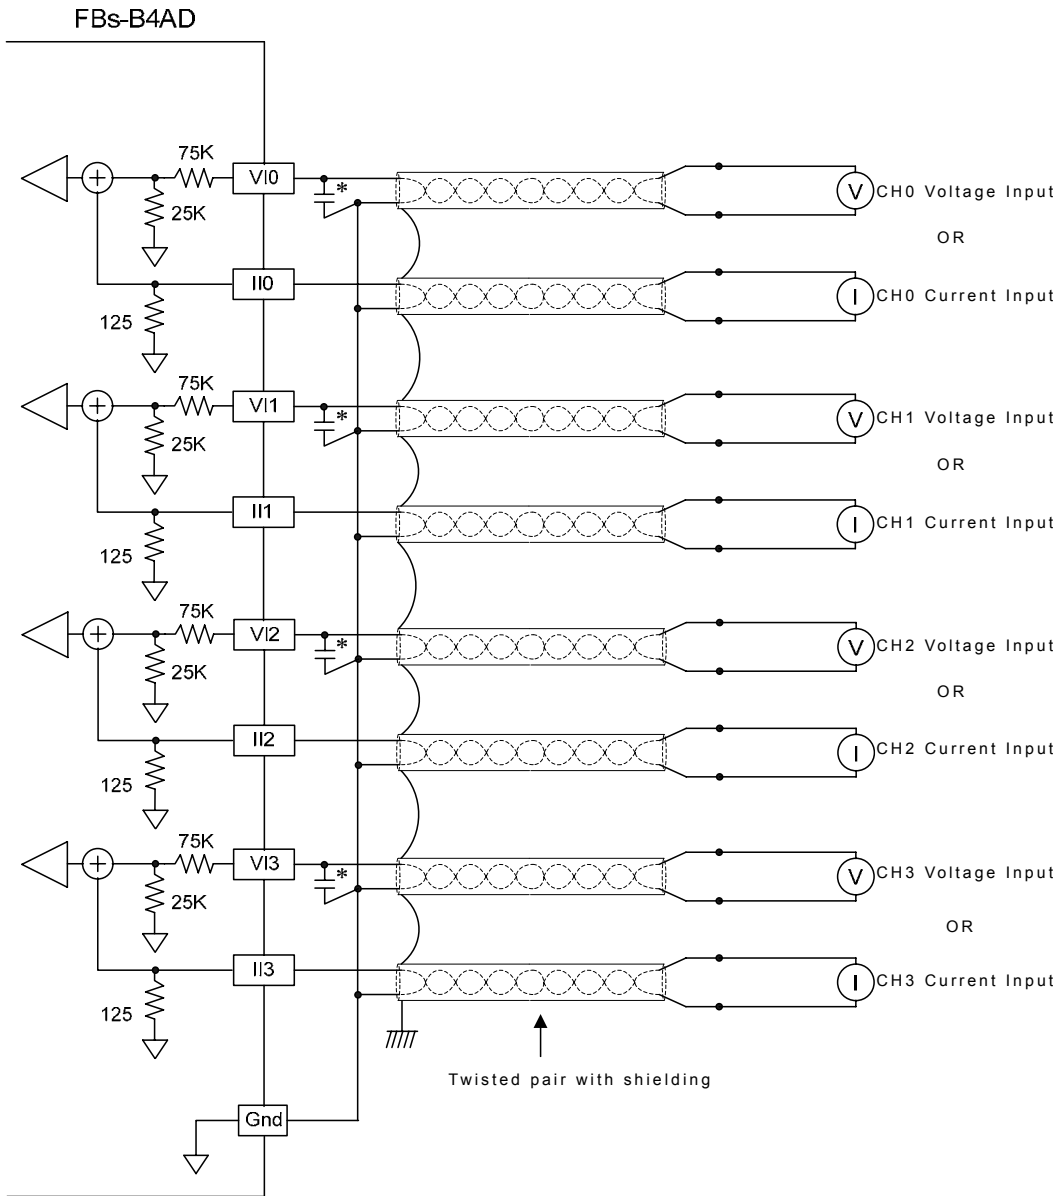 FBs-B4AD
75K
VI0
*
25K
V CH0 Voltage Input
OR
II0
125
I CH0 Current Input
75K
VI1
*
25K
V CH1 Voltage Input
OR
II1
125
I CH1 Current Input
75K
VI2
*
25K
V CH2 Voltage Input
OR
II2
125
I CH2 Current Input
75K
VI3
*
25K
V CH3 Voltage Input
OR
II3
125
I CH3 Current Input
Twisted pair with shielding
Gnd